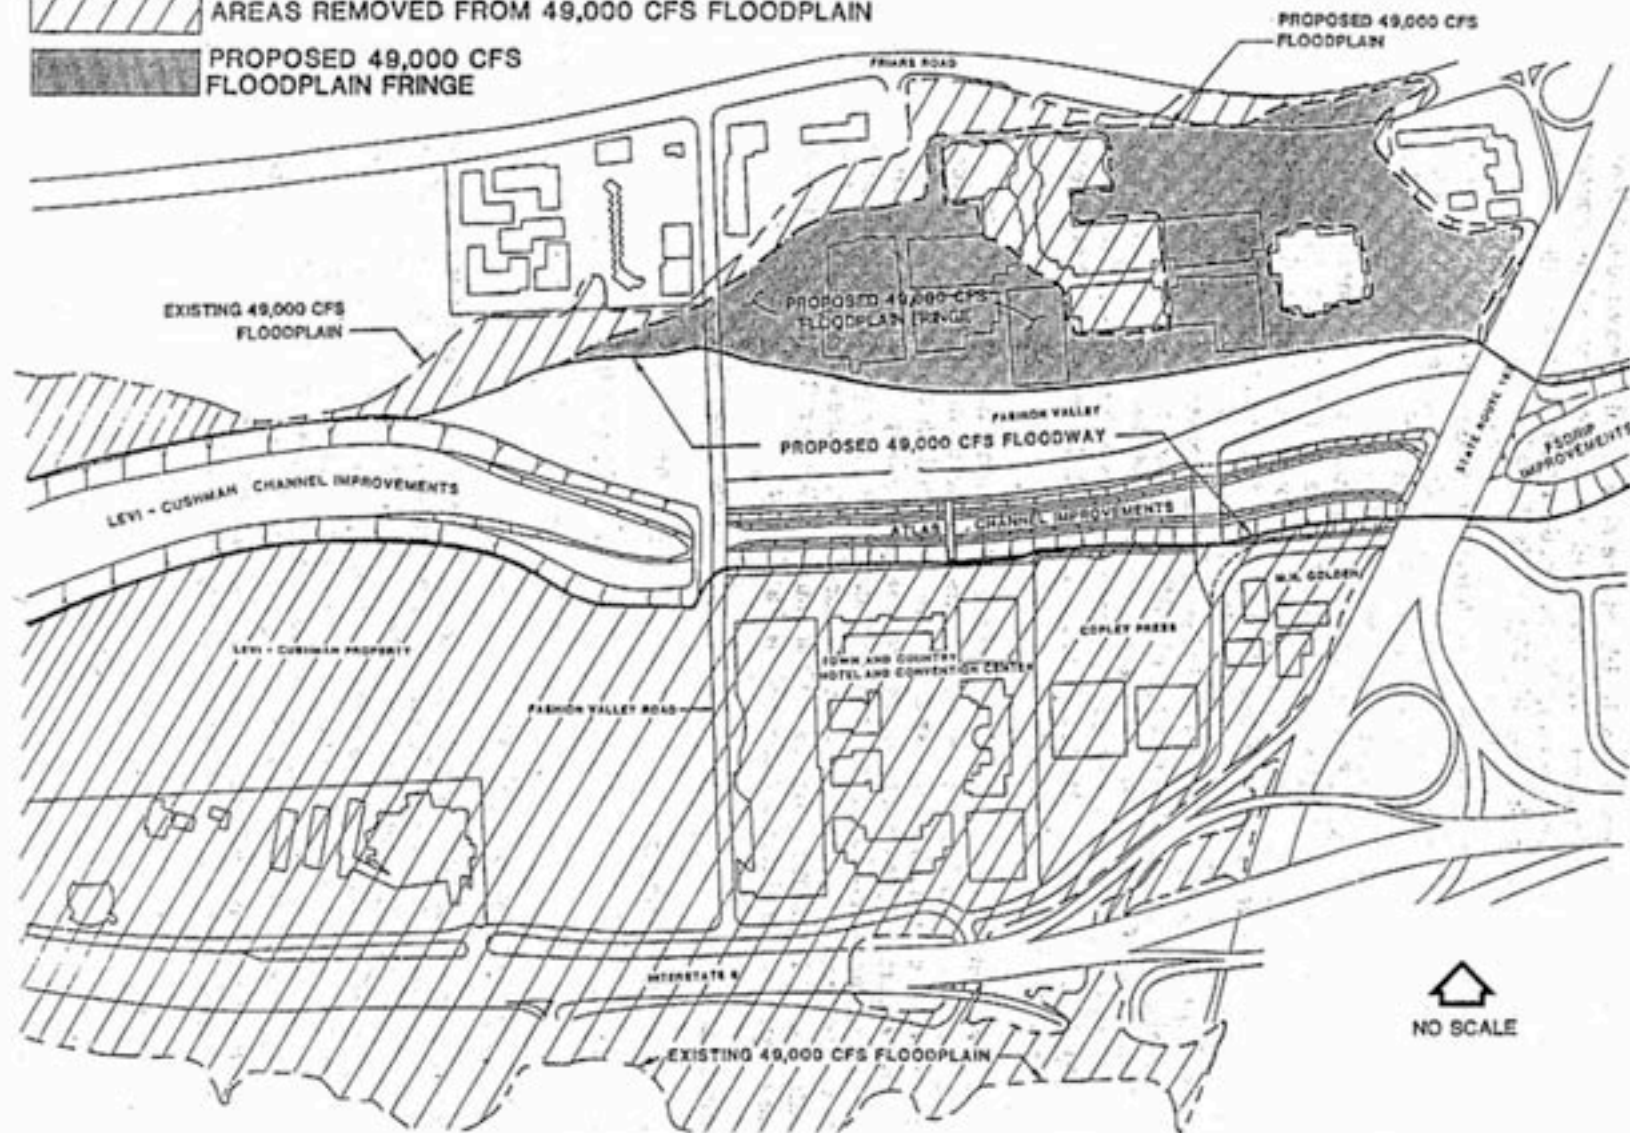 AREAS REMOVED FROM 49,000 CFS FLOODPLAIN
PROPOSED 49,000 CFS
FLOODPLAIN FRINGE
PROPOSED 49,000 CFS
FLOODPLAIN
FRIARS ROAD
EXISTING 49,000 CFS
FLOODPLAIN
PROPOSED 49,000 CFS
FLOODPLAIN FRINGE
FASHION VALLEY
PROPOSED 49,000 CFS FLOODWAY
STATE ROUTE 163
FSDRIP
IMPROVEMENTS
LEVI - CUSHMAN CHANNEL IMPROVEMENTS
ATLAS CHANNEL IMPROVEMENTS
M.H. GOLDEN
LEVI - CUSHMAN PROPERTY
COPLEY PRESS
TOWN AND COUNTRY
HOTEL AND CONVENTION CENTER
FASHION VALLEY ROAD
INTERSTATE 8
NO SCALE
EXISTING 49,000 CFS FLOODPLAIN